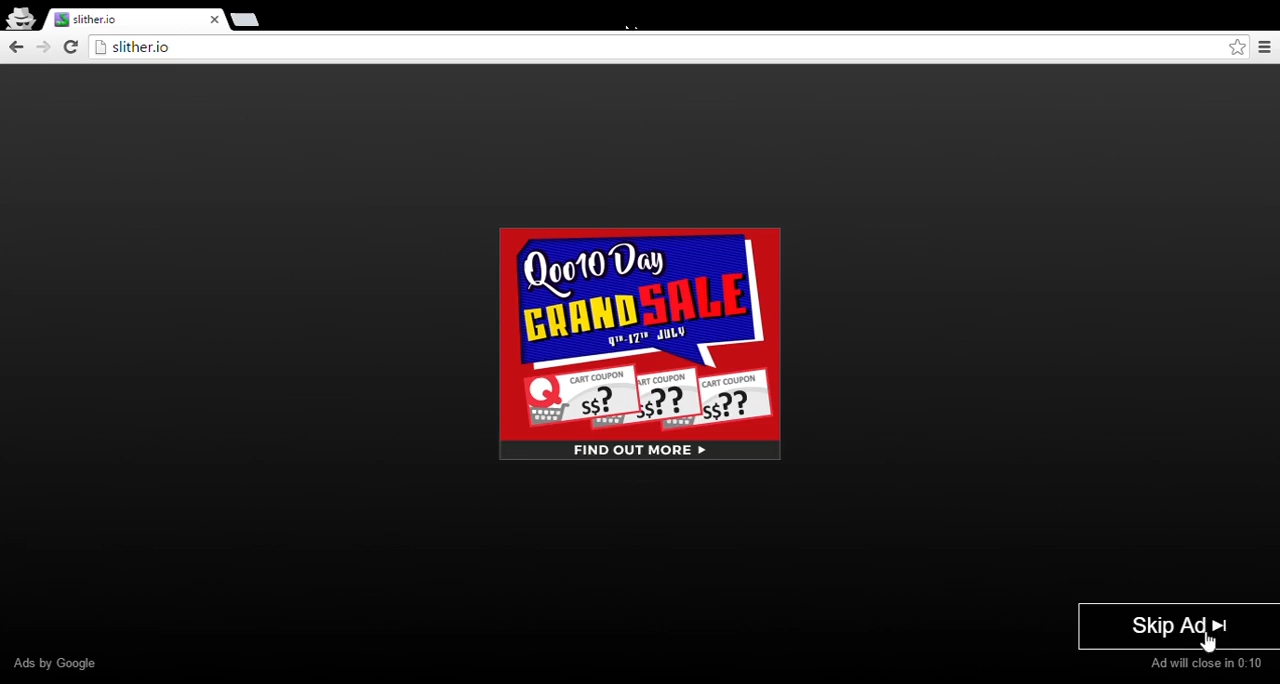 slither.io
slither.io
Qoo10 Day
GRAND SALE
9TH-17TH JULY
CART COUPON
S$?
CART COUPON
S$??
CART COUPON
S$??
FIND OUT MORE
Skip Ad
Ads by Google
Ad will close in 0:10